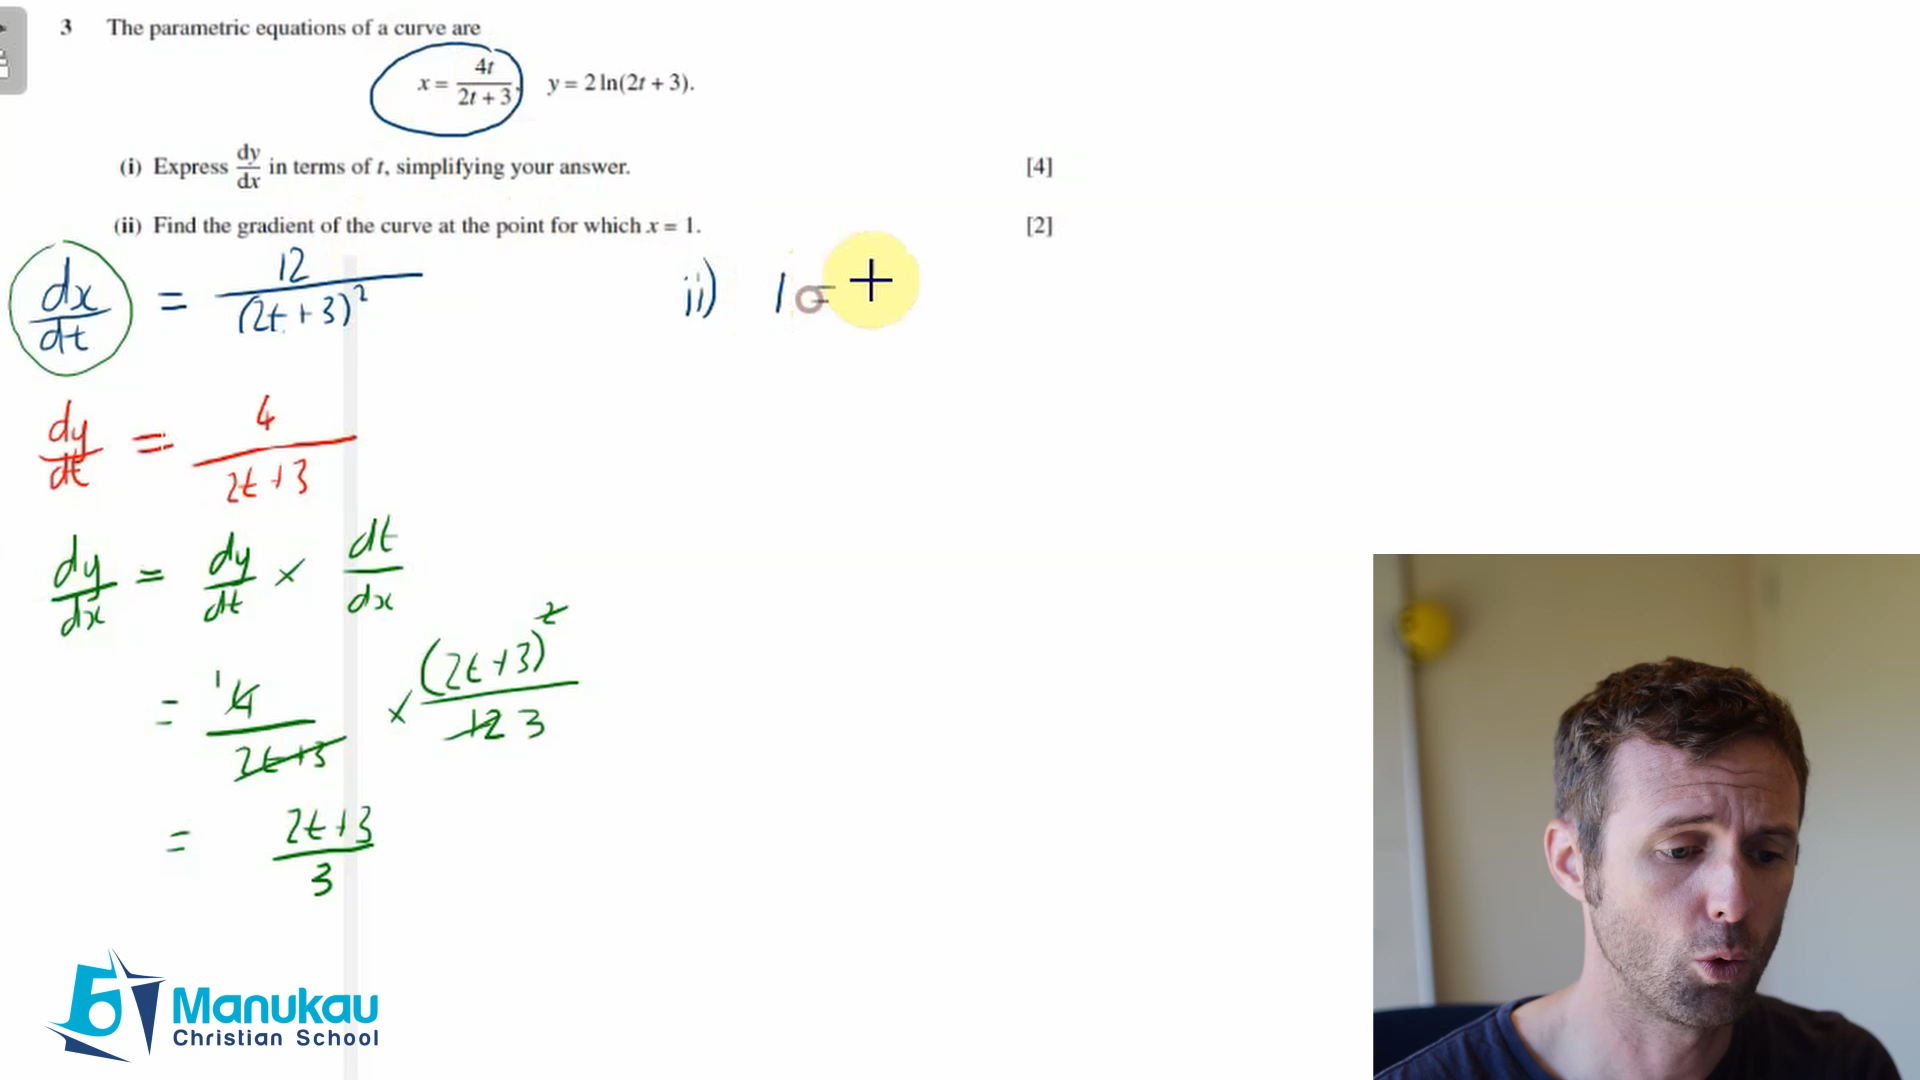 3 The parametric equations of a curve are
x = 4t / 2t + 3, y = 2 ln(2t + 3).
(i) Express dy/dx in terms of t, simplifying your answer. [4]
(ii) Find the gradient of the curve at the point for which x = 1. [2]
dx/dt = 12 / (2t + 3)²
ii) 1 =
dy/dt = 4 / 2t + 3
dy/dx = dy/dt × dt/dx
= 1 4 / 2t+3 × (2t+3)² / 12 3
= 2t+3 / 3
Manukau
Christian School